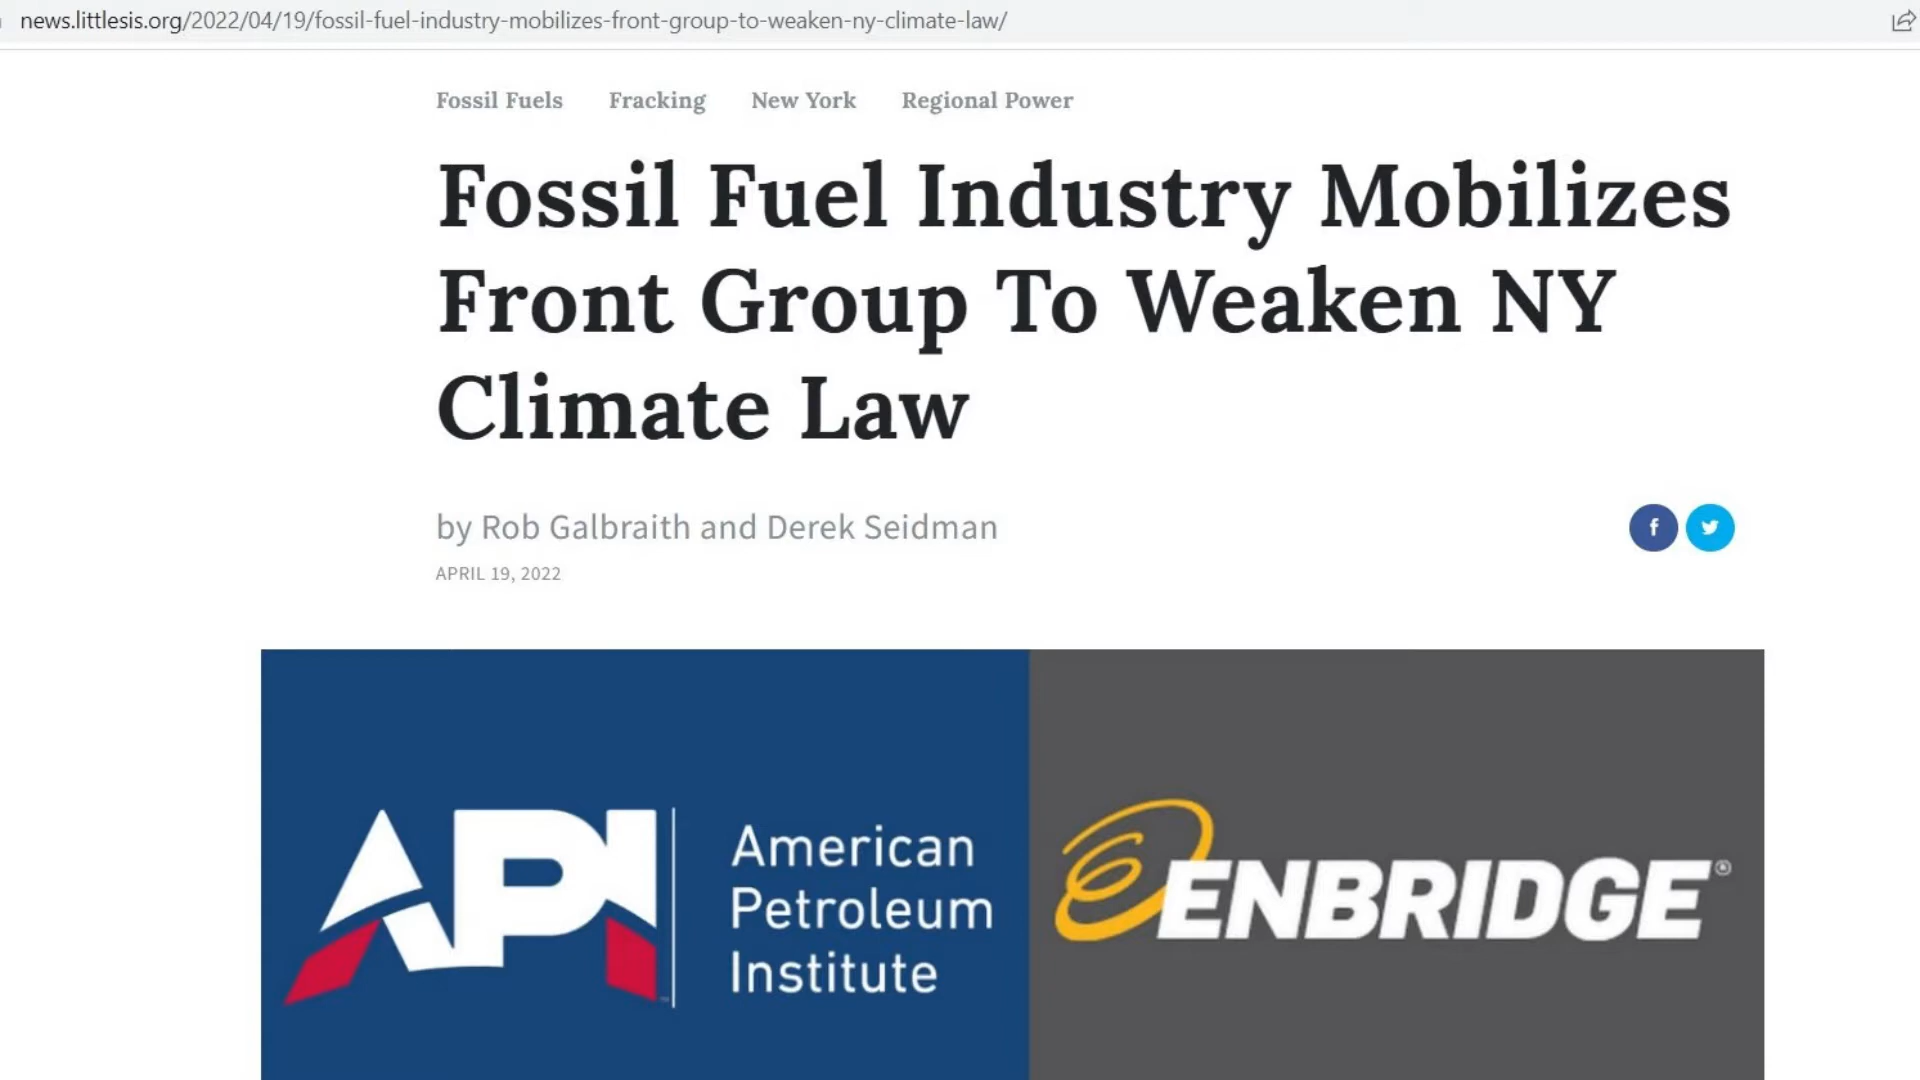 news.littlesis.org/2022/04/19/fossil-fuel-industry-mobilizes-front-group-to-weaken-ny-climate-law/
Fossil Fuels Fracking New York Regional Power
Fossil Fuel Industry Mobilizes
Front Group To Weaken NY
Climate Law
by Rob Galbraith and Derek Seidman
APRIL 19, 2022
API
American
Petroleum
Institute
ENBRIDGE®